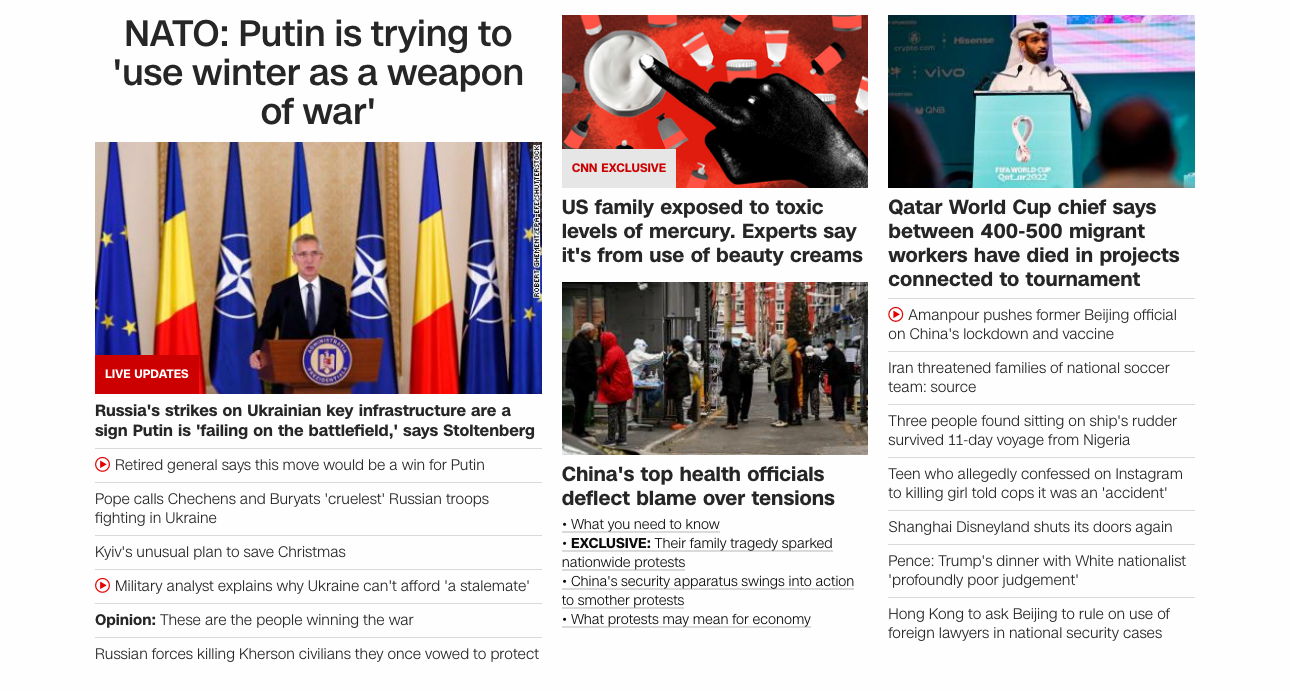 NATO: Putin is trying to
'use winter as a weapon
of war'
ROBERT GHEMENT/EPA-EFE/SHUTTERSTOCK
LIVE UPDATES
Russia's strikes on Ukrainian key infrastructure are a
sign Putin is 'failing on the battlefield,' says Stoltenberg
Retired general says this move would be a win for Putin
Pope calls Chechens and Buryats 'cruelest' Russian troops
fighting in Ukraine
Kyiv's unusual plan to save Christmas
Military analyst explains why Ukraine can't afford 'a stalemate'
Opinion: These are the people winning the war
Russian forces killing Kherson civilians they once vowed to protect
CNN EXCLUSIVE
US family exposed to toxic
levels of mercury. Experts say
it's from use of beauty creams
China's top health officials
deflect blame over tensions
• What you need to know
• EXCLUSIVE: Their family tragedy sparked
nationwide protests
• China's security apparatus swings into action
to smother protests
• What protests may mean for economy
crypto.com
Hisense
vivo
QNB
FIFA WORLD CUP
Qatar2022
Qatar World Cup chief says
between 400-500 migrant
workers have died in projects
connected to tournament
Amanpour pushes former Beijing official
on China's lockdown and vaccine
Iran threatened families of national soccer
team: source
Three people found sitting on ship's rudder
survived 11-day voyage from Nigeria
Teen who allegedly confessed on Instagram
to killing girl told cops it was an 'accident'
Shanghai Disneyland shuts its doors again
Pence: Trump's dinner with White nationalist
'profoundly poor judgement'
Hong Kong to ask Beijing to rule on use of
foreign lawyers in national security cases